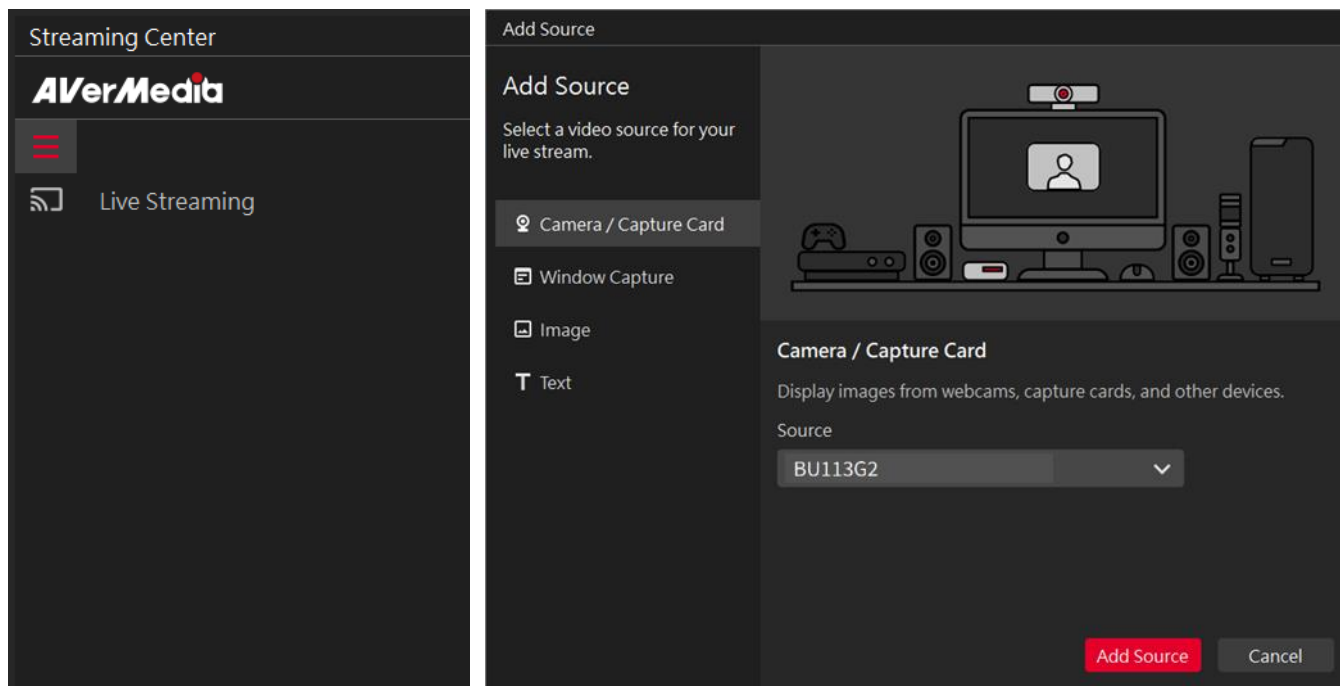 Streaming Center
AVerMedia
Live Streaming
Add Source
Add Source
Select a video source for your
live stream.
Camera / Capture Card
Window Capture
Image
T Text
Camera / Capture Card
Display images from webcams, capture cards, and other devices.
Source
BU113G2
Add Source
Cancel